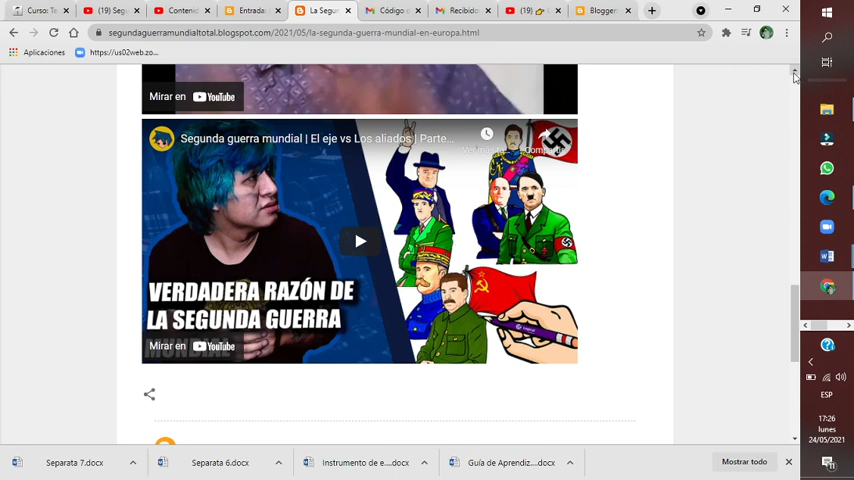 Curso: Te
(19) Segu
Contenid
Entradas
La Segun
Código d
Recibidos
(19) 👉 C
Blogger:
segundaguerramundialtotal.blogspot.com/2021/05/la-segunda-guerra-mundial-en-europa.html
Aplicaciones
https://us02web.zo...
Mirar en YouTube
Segunda guerra mundial | El eje vs Los aliados | Parte...
Compartir
VERDADERA RAZÓN DE
LA SEGUNDA GUERRA
MUNDIAL
Mirar en YouTube
ESP
17:26
lunes
24/05/2021
Separata 7.docx
Separata 6.docx
Instrumento de e....docx
Guía de Aprendiz....docx
Mostrar todo